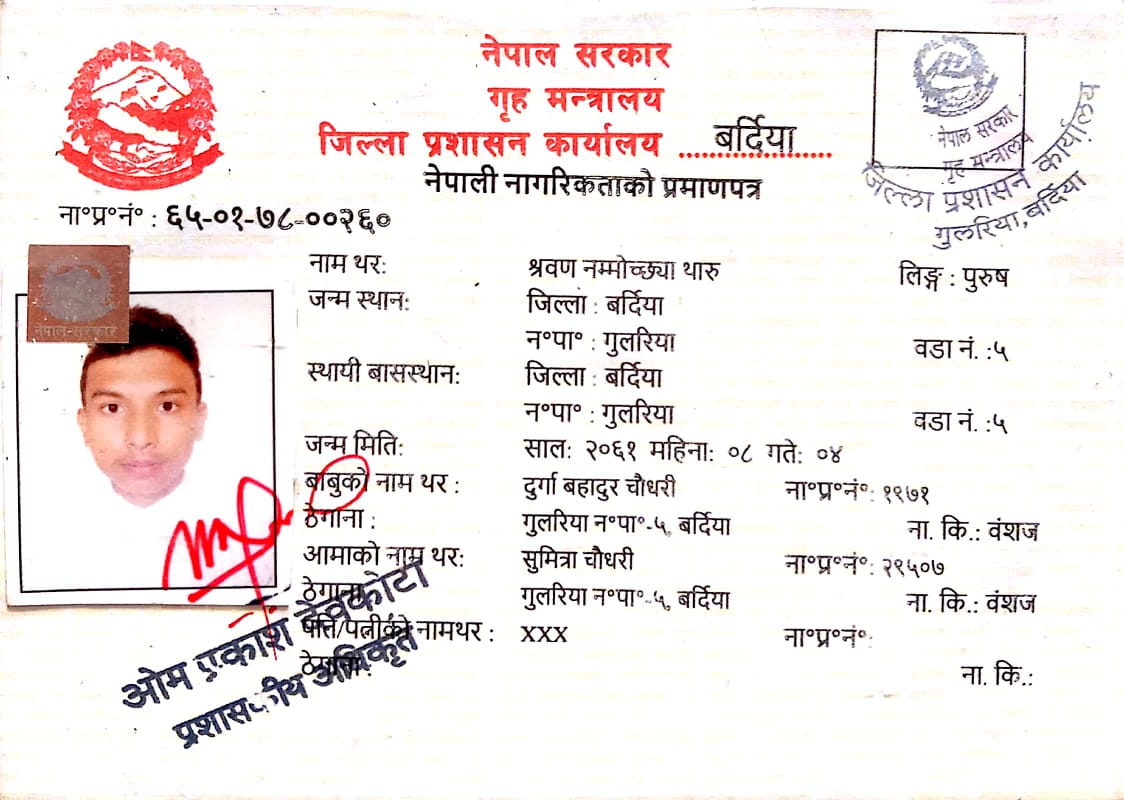 नेपाल सरकार
गृह मन्त्रालय
जिल्ला प्रशासन कार्यालय ....बर्दिया....
नेपाली नागरिकताको प्रमाणपत्र
नेपाल सरकार
गृह मन्त्रालय
जिल्ला प्रशासन कार्यालय
गुलरिया, बर्दिया
ना॰प्र॰नं॰ : ६५-०१-७८-००२६०
नेपाल-सरकार
नाम थर: श्रवण नम्मोच्छ्या थारु लिङ्ग : पुरुष
जन्म स्थान: जिल्ला : बर्दिया
न॰पा॰ : गुलरिया वडा नं. :५
स्थायी बासस्थान: जिल्ला : बर्दिया
न॰पा॰ : गुलरिया वडा नं. :५
जन्म मिति: साल: २०६१ महिना: ०८ गते: ०४
बाबुको नाम थर : दुर्गा बहादुर चौधरी ना॰प्र॰नं॰: १९७१
ठेगाना : गुलरिया न॰पा॰-५, बर्दिया ना. कि.: वंशज
आमाको नाम थर: सुमित्रा चौधरी ना॰प्र॰नं॰: २९५०७
ठेगाना गुलरिया न॰पा॰-५, बर्दिया ना. कि.: वंशज
पति/पत्नीको नामथर : XXX ना॰प्र॰नं॰:
ठेगाना : ना. कि.:
ओम प्रकाश देवकोटा
प्रशासकीय अधिकृत